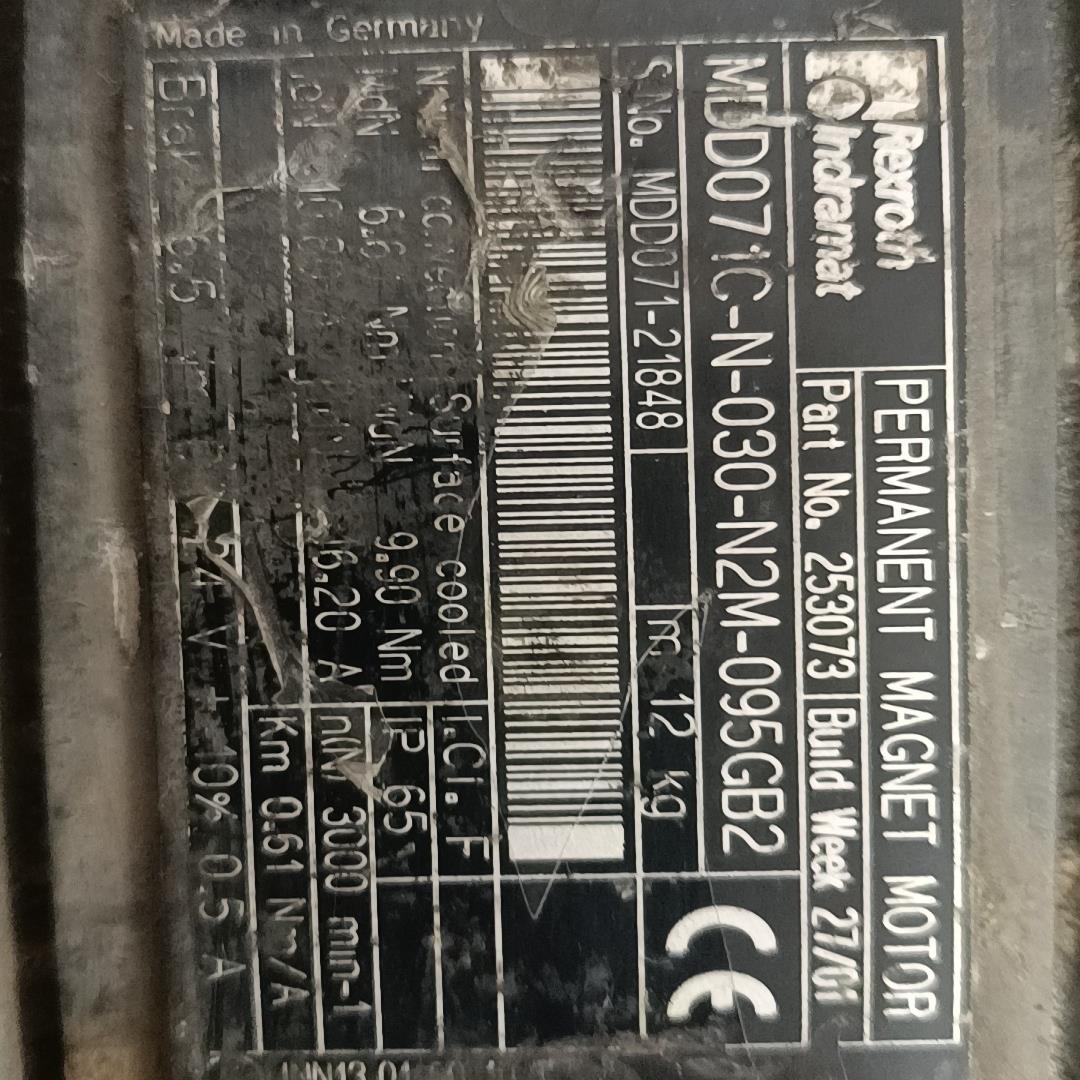 Rexroth
Indramat
PERMANENT MAGNET MOTOR
Part No. 253073
Build Week 27/01
MDD071C-N-030-N2M-095GB2
S.No. MDD071-21848
m 12 kg
Surface cooled
I.Cl. F
9.90 Nm
IP 65
16.20 A
nN 3000 min-1
Km 0.61 Nm/A
24 V +- 10% 0.5 A
Made in Germany